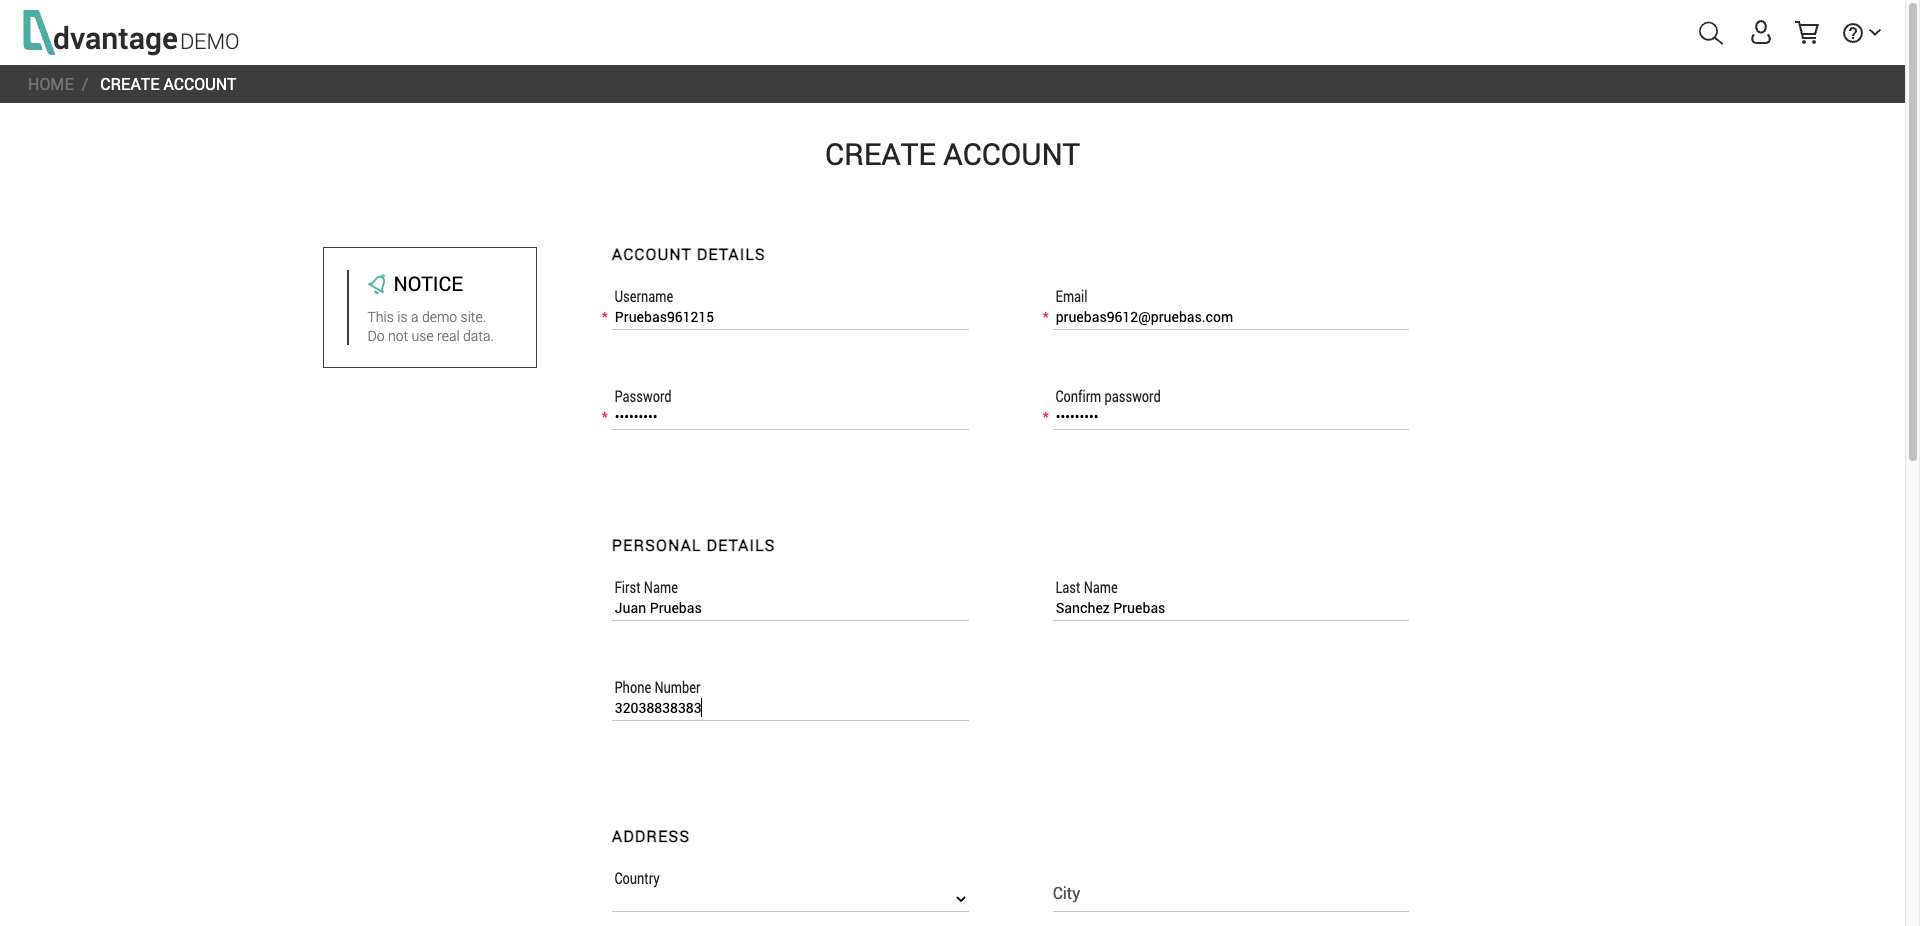 dvantage DEMO
HOME / CREATE ACCOUNT
CREATE ACCOUNT
NOTICE
This is a demo site.
Do not use real data.
ACCOUNT DETAILS
Username
* Pruebas961215
Email
* pruebas9612@pruebas.com
Password
* •••••••••
Confirm password
* •••••••••
PERSONAL DETAILS
First Name
Juan Pruebas
Last Name
Sanchez Pruebas
Phone Number
32038838383
ADDRESS
Country
City